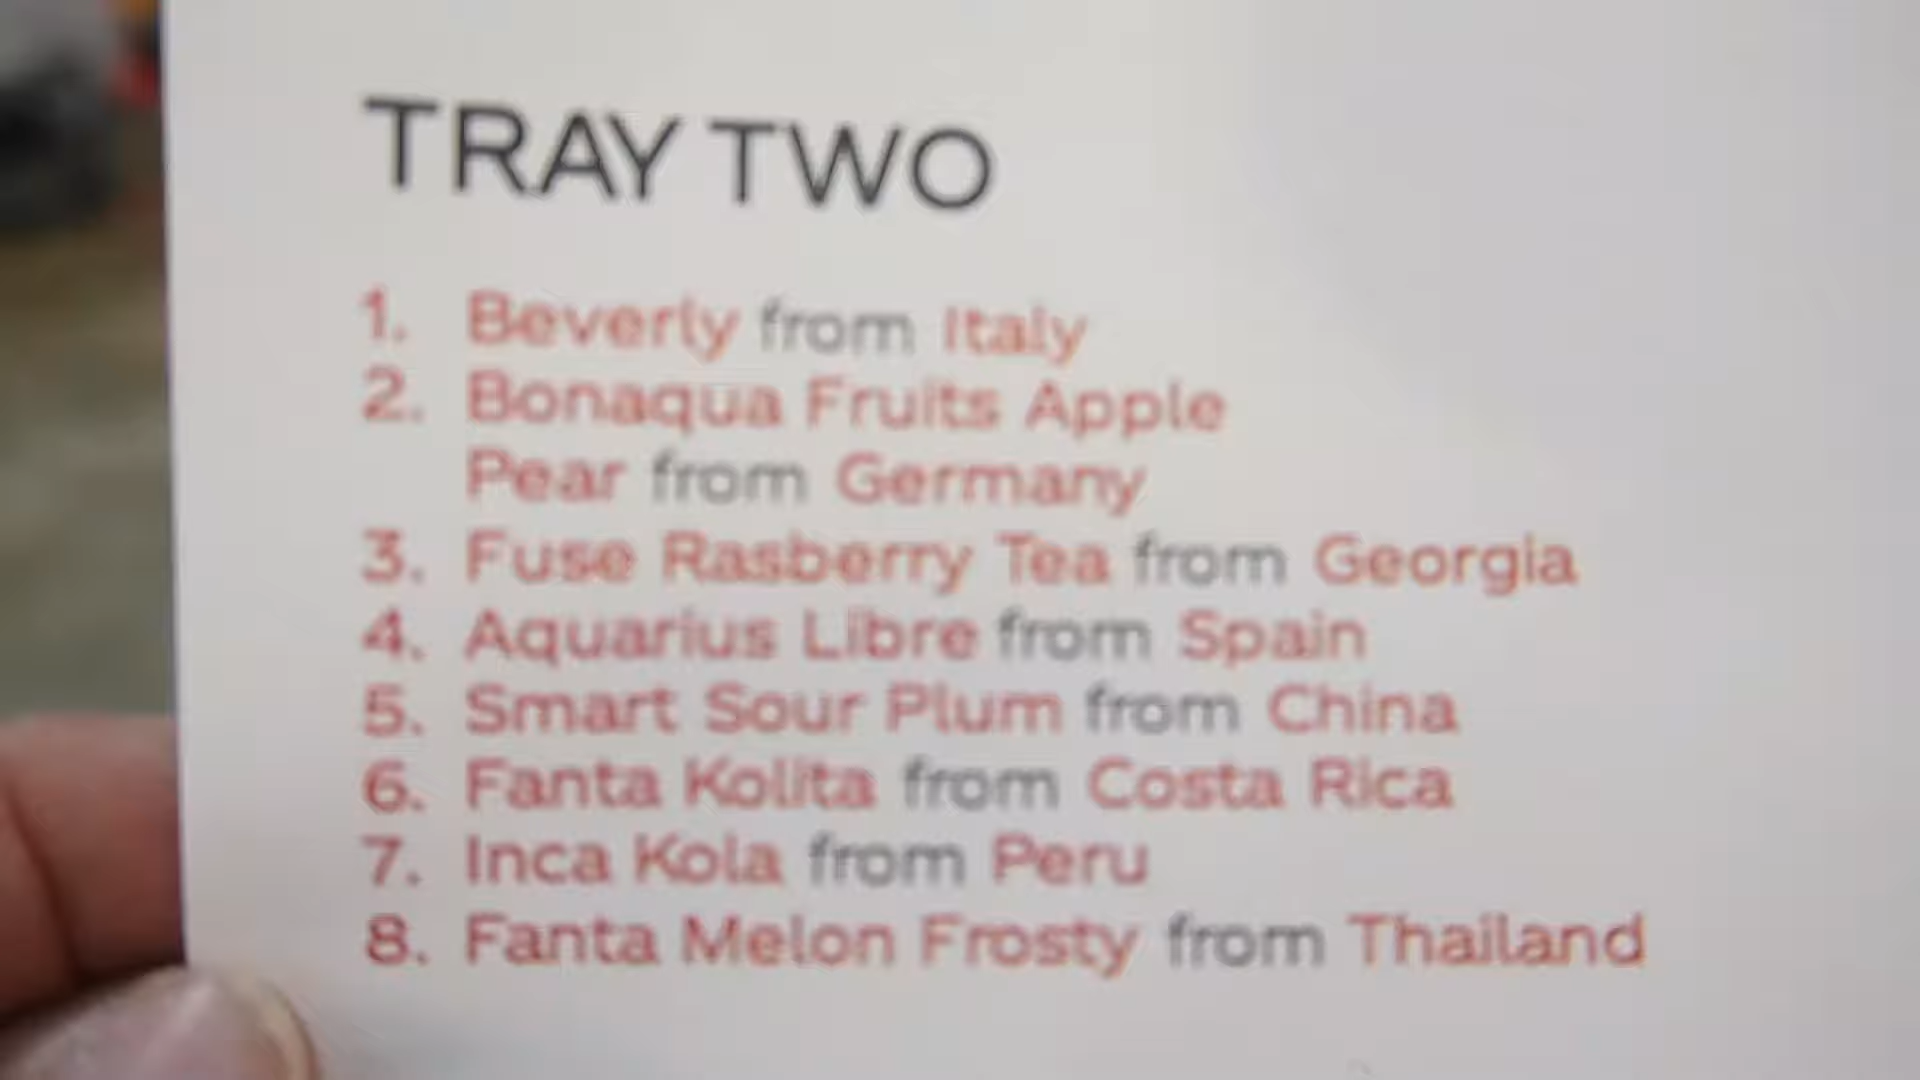 TRAY TWO
1. Beverly from Italy
2. Bonaqua Fruits Apple
Pear from Germany
3. Fuse Rasberry Tea from Georgia
4. Aquarius Libre from Spain
5. Smart Sour Plum from China
6. Fanta Kolita from Costa Rica
7. Inca Kola from Peru
8. Fanta Melon Frosty from Thailand